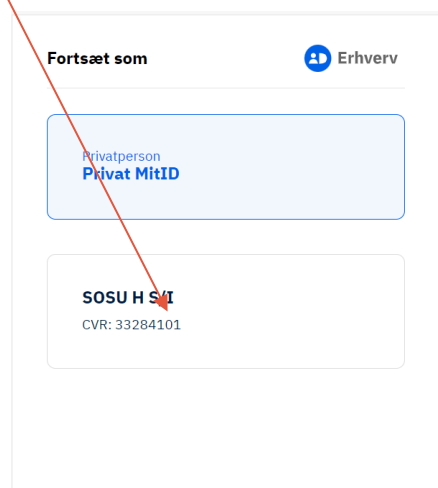 Fortsæt som
Erhverv
Privatperson
Privat MitID
SOSU H S/I
CVR: 33284101